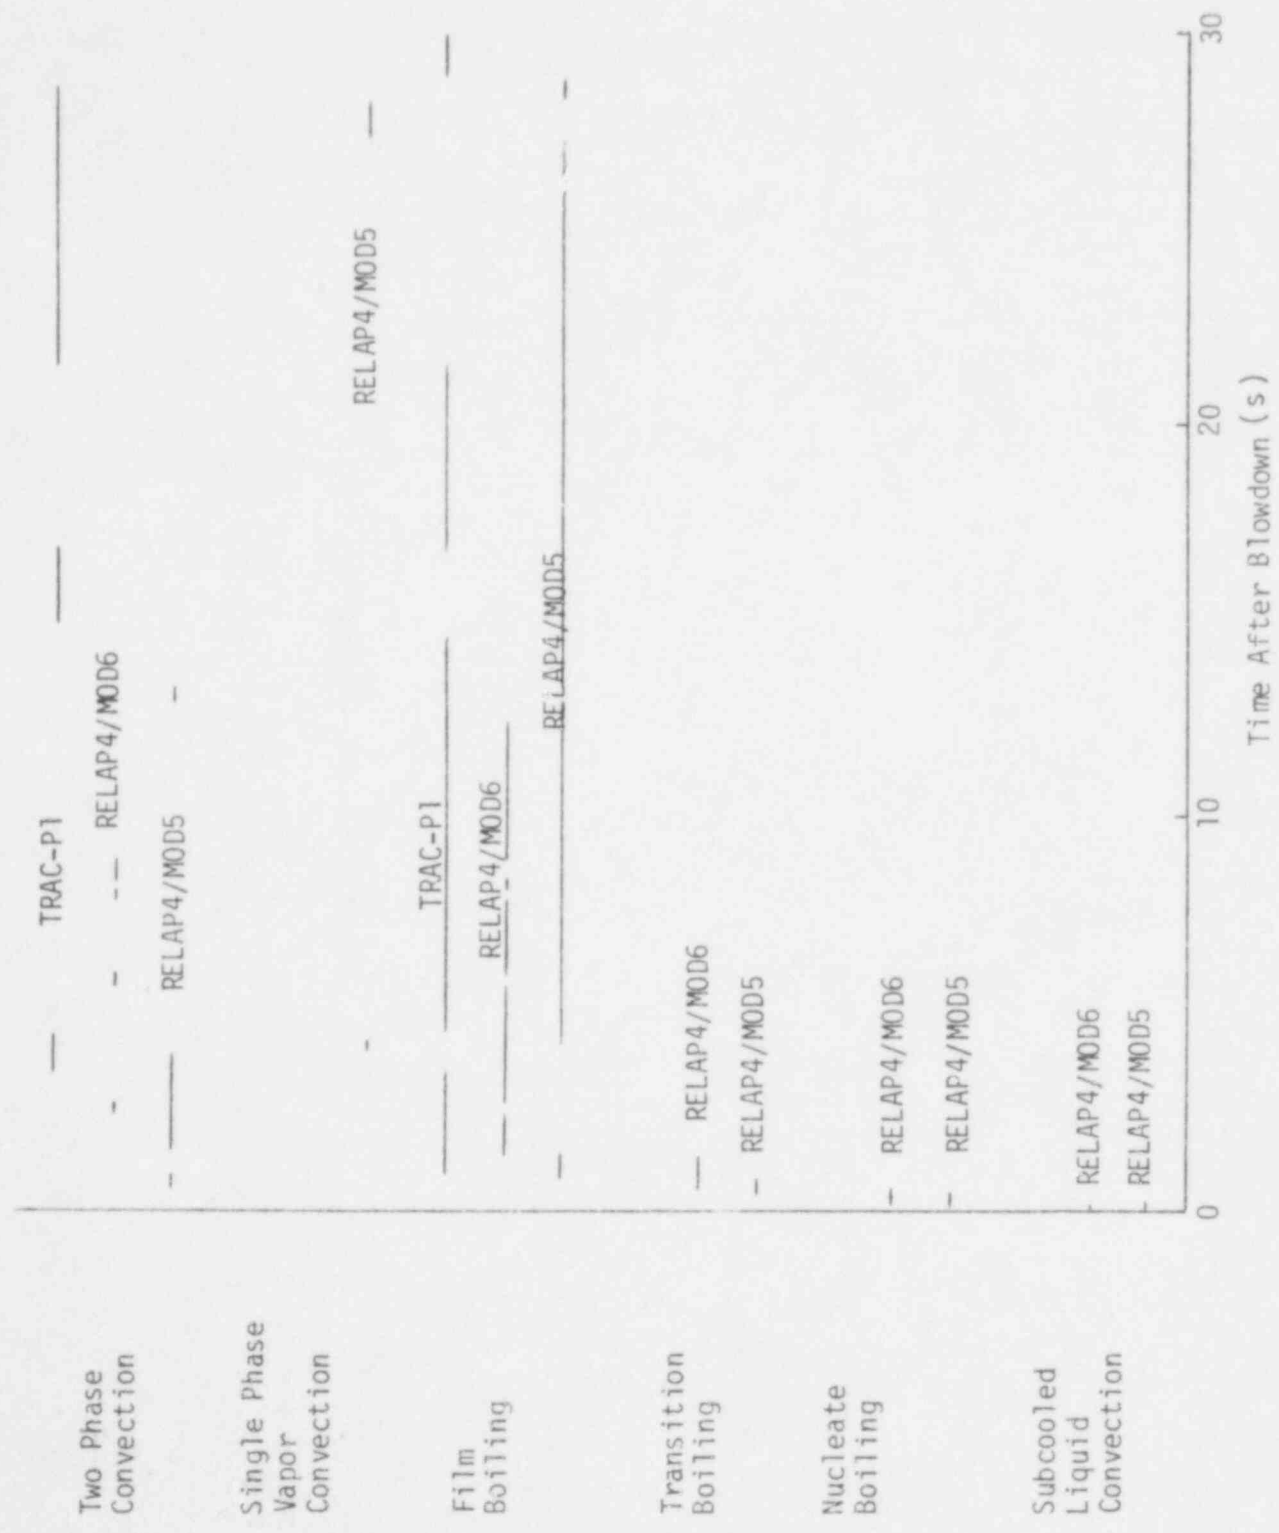 Two Phase
Convection
TRAC-P1
RELAP4/MOD6
RELAP4/MOD5
Single Phase
Vapor
Convection
RELAP4/MOD5
Film
Boiling
TRAC-P1
RELAP4/MOD6
RELAP4/MOD5
Transition
Boiling
RELAP4/MOD6
RELAP4/MOD5
Nucleate
Boiling
RELAP4/MOD6
RELAP4/MOD5
Subcooled
Liquid
Convection
RELAP4/MOD6
RELAP4/MOD5
0 10 20 30
Time After Blowdown (s)